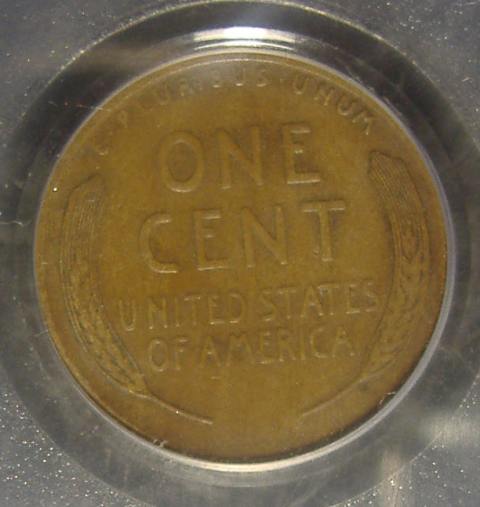 E·PLURIBUS·UNUM
ONE
CENT
UNITED STATES
OF AMERICA